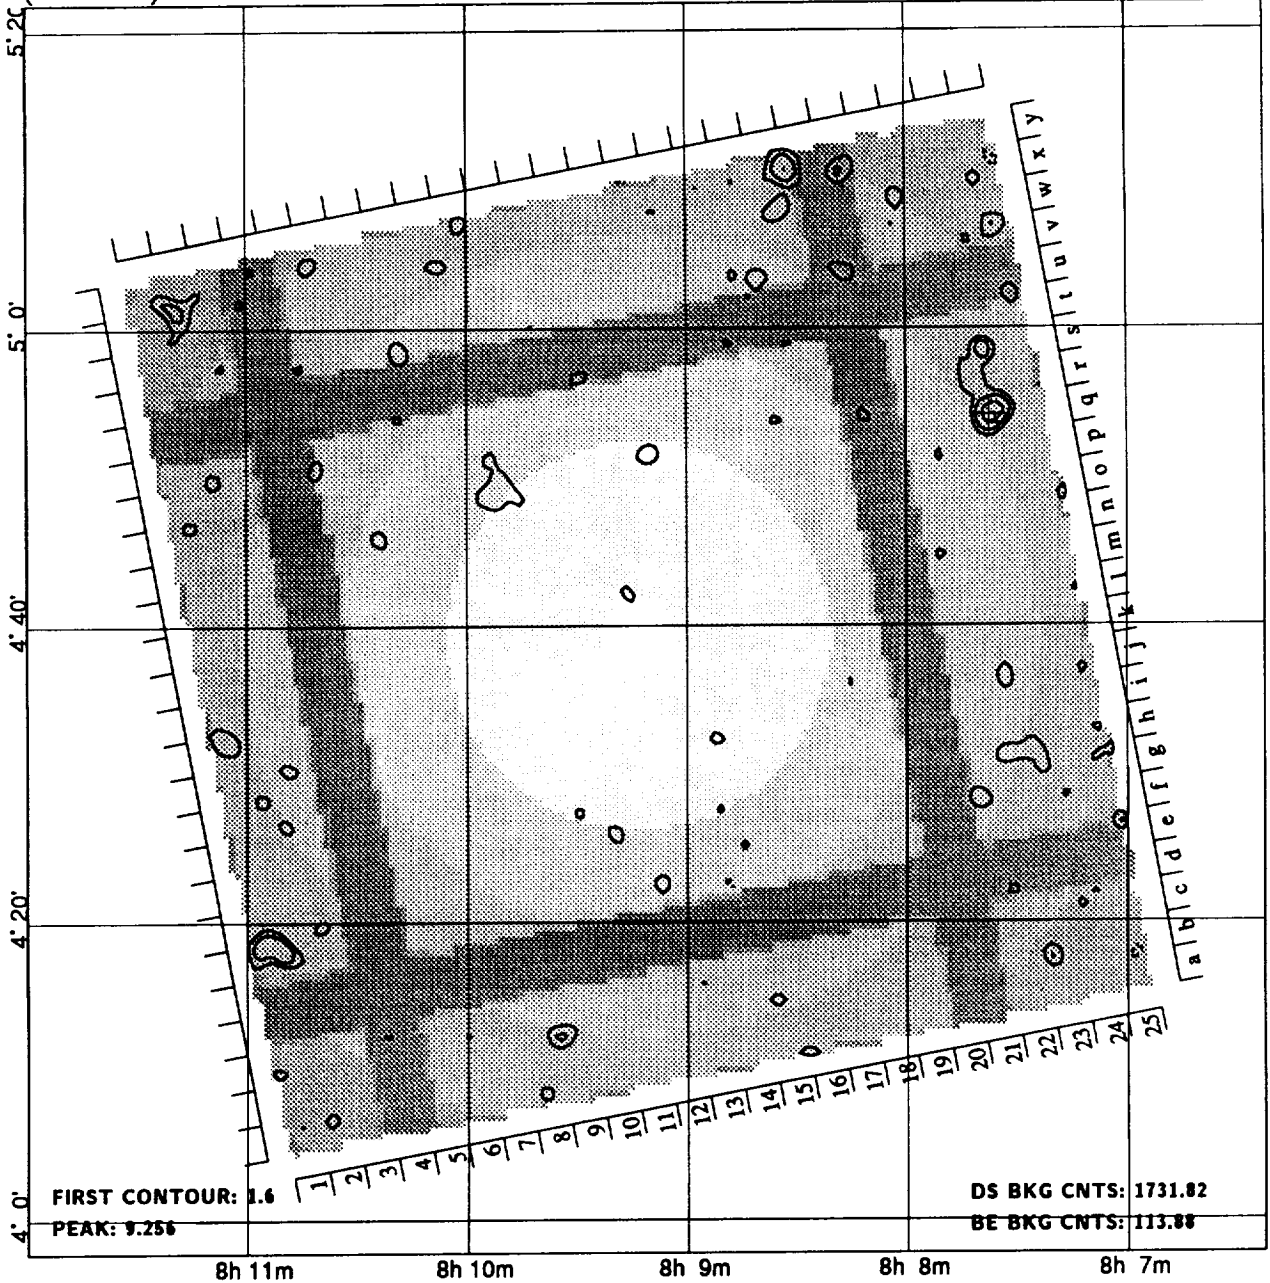 5° 20'
y
x
w
v
u
t
s
r
q
p
o
n
m
l
k
j
i
h
g
f
e
d
c
b
a
5° 0'
4° 40'
4° 20'
4° 0'
1 2 3 4 5 6 7 8 9 10 11 12 13 14 15 16 17 18 19 20 21 22 23 24 25
FIRST CONTOUR: 1.6
PEAK: 9.256
DS BKG CNTS: 1731.82
BE BKG CNTS: 113.88
8h 11m 8h 10m 8h 9m 8h 8m 8h 7m